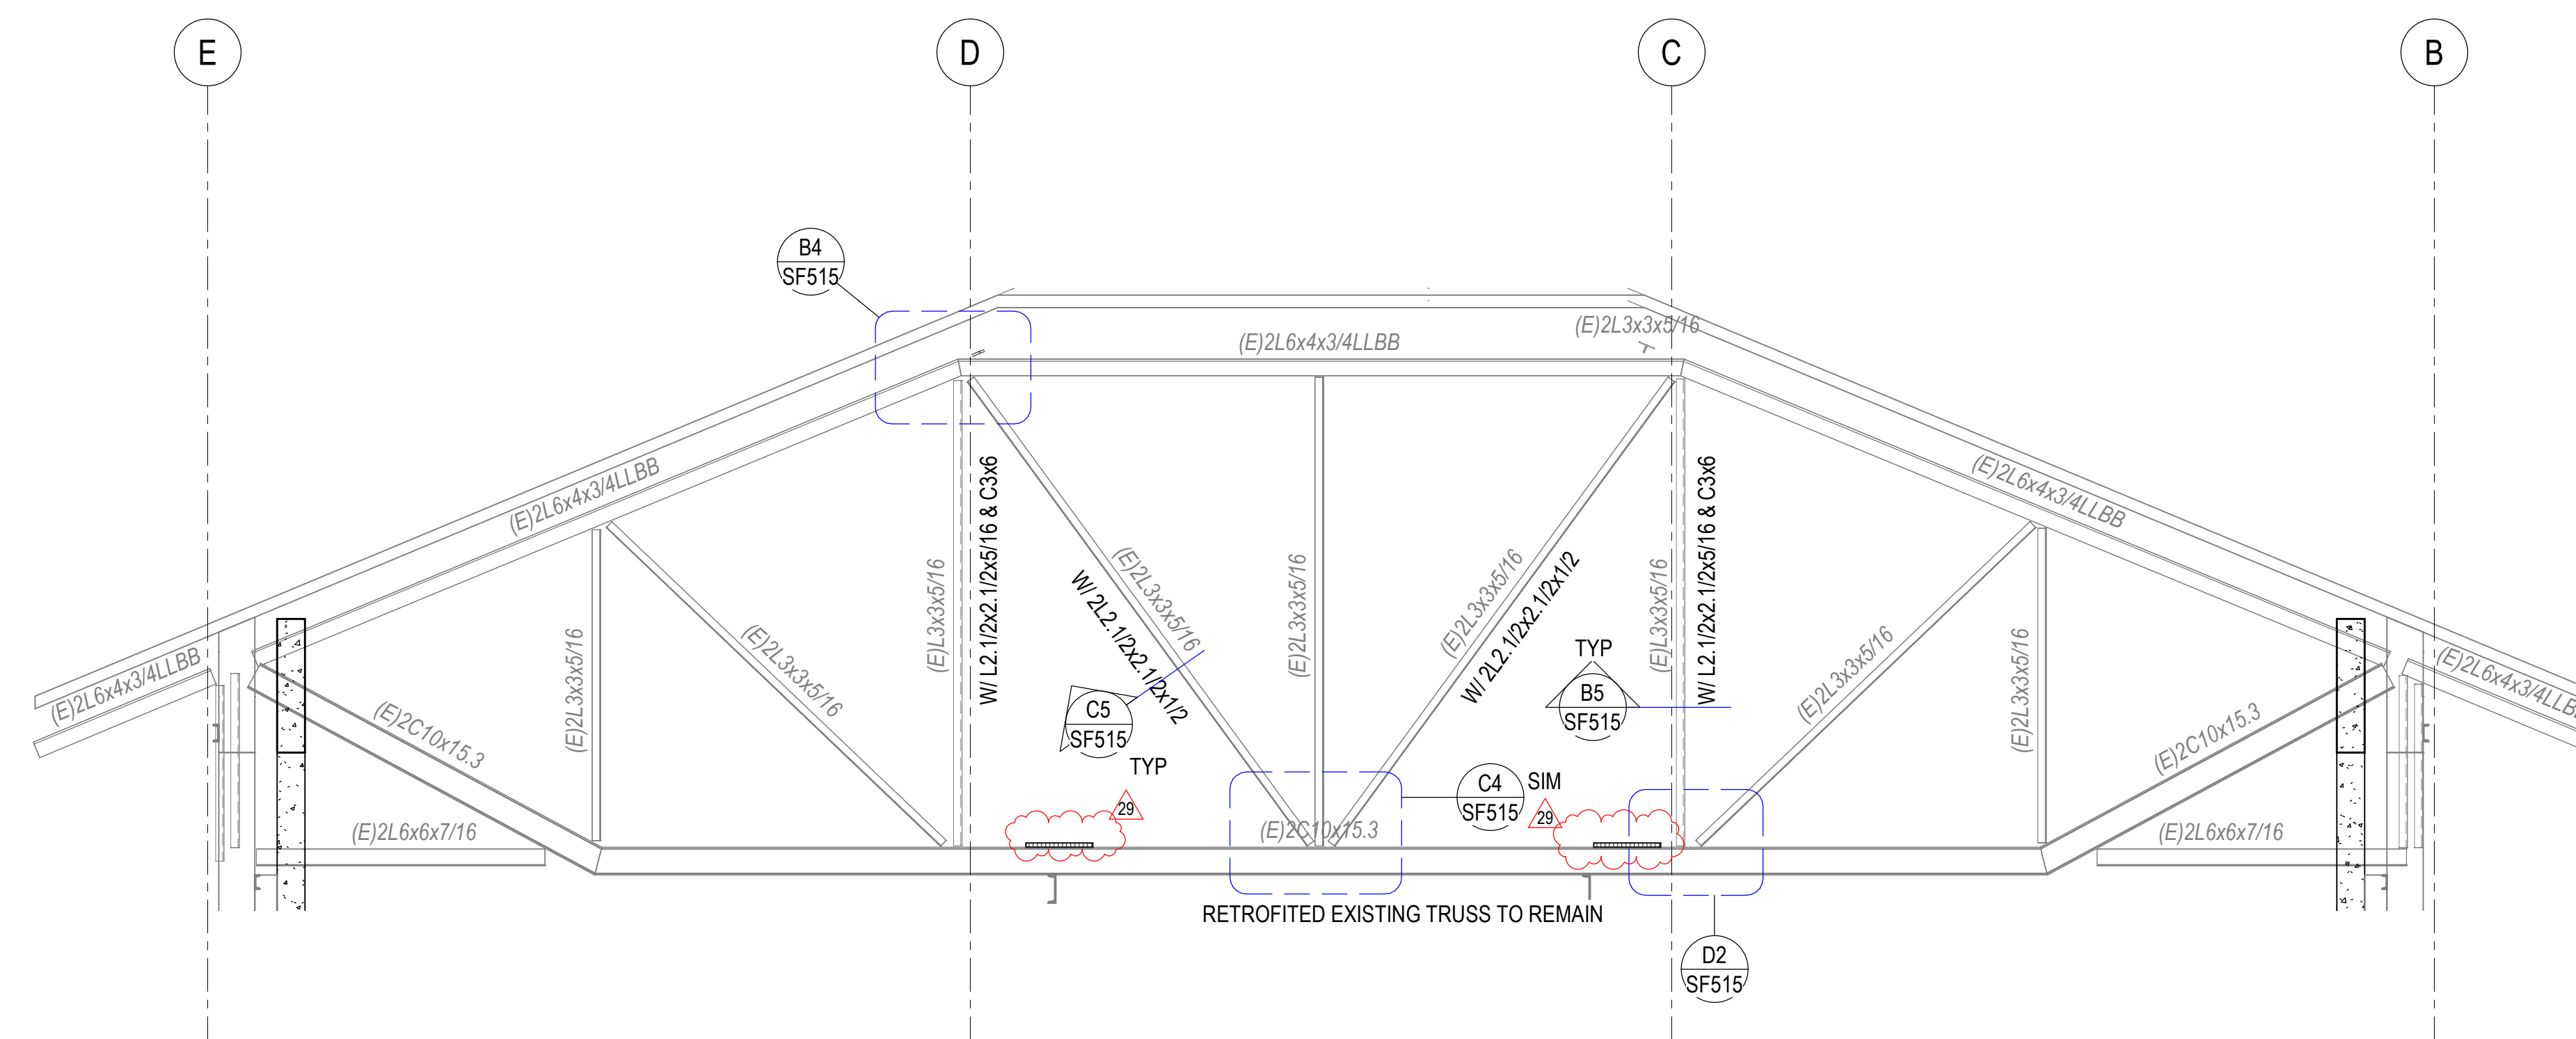 E
D
C
B
B4
SF515
(E)2L6x4x3/4LLBB
(E)2L3x3x5/16
(E)2L6x4x3/4LLBB
(E)2L6x4x3/4LLBB
(E)L3x3x5/16
W/ L2.1/2x2.1/2x5/16 & C3x6
(E)2L3x3x5/16
W/ 2L2.1/2x2.1/2x1/2
(E)2L3x3x5/16
(E)2L3x3x5/16
W/ 2L2.1/2x2.1/2x1/2
(E)L3x3x5/16
W/ L2.1/2x2.1/2x5/16 & C3x6
(E)2L3x3x5/16
(E)2L3x3x5/16
(E)2L3x3x5/16
(E)2L3x3x5/16
(E)2L6x4x3/4LLBB
(E)2C10x15.3
C5
SF515
TYP
TYP
B5
SF515
(E)2C10x15.3
(E)2L6x4x3/4LLB
C4
SF515
SIM
29
29
(E)2L6x6x7/16
(E)2C10x15.3
(E)2L6x6x7/16
RETROFITED EXISTING TRUSS TO REMAIN
D2
SF515